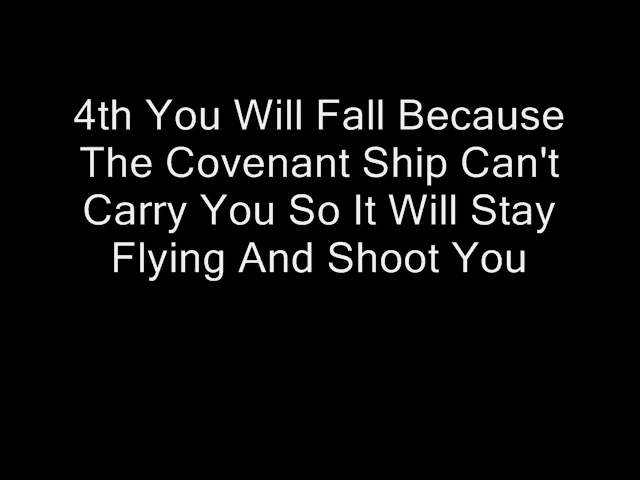 4th You Will Fall Because
The Covenant Ship Can't
Carry You So It Will Stay
Flying And Shoot You